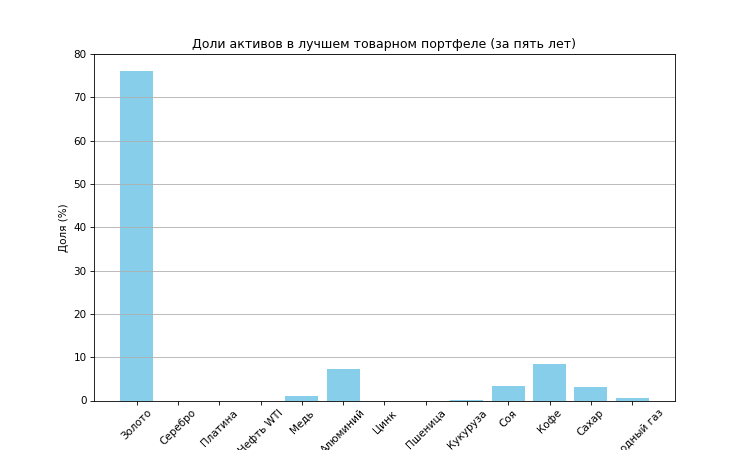 Доли активов в лучшем товарном портфеле (за пять лет)
80
70
60
50
40
30
20
10
0
Доля (%)
Золото
Серебро
Платина
Нефть WTI
Медь
Алюминий
Цинк
Пшеница
Кукуруза
Соя
Кофе
Сахар
одный газ